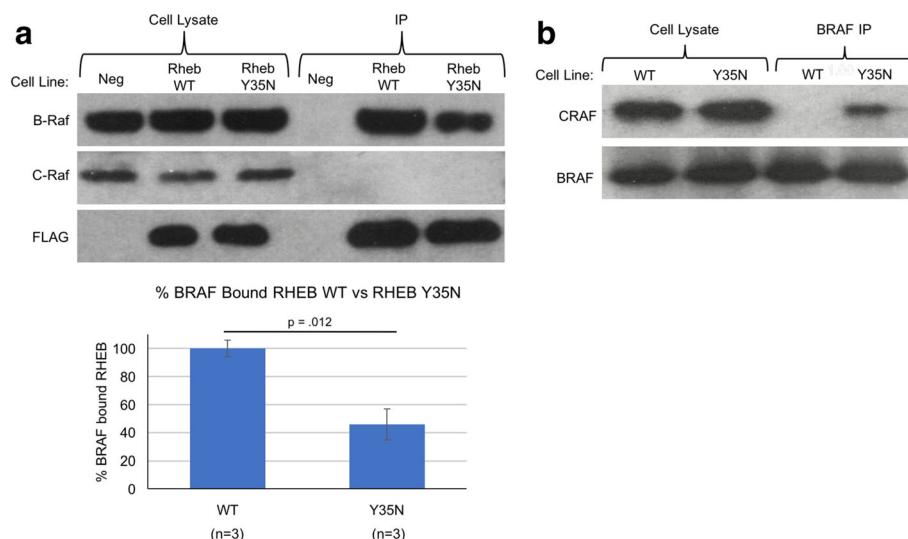 a
Cell Lysate IP
Cell Line: Neg Rheb WT Rheb Y35N Neg Rheb WT Rheb Y35N
B-Raf
C-Raf
FLAG
% BRAF Bound RHEB WT vs RHEB Y35N
p = .012
% BRAF bound RHEB
100
80
60
40
20
0
WT Y35N
(n=3) (n=3)
b
Cell Lysate BRAF IP
Cell Line: WT Y35N WT Y35N
CRAF
BRAF